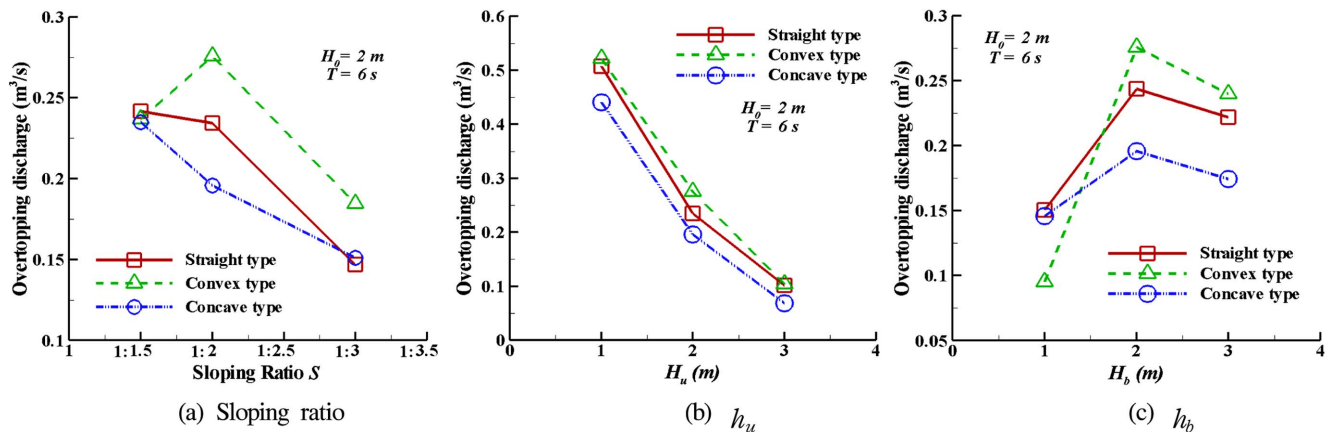 Overtopping discharge (m³/s)
0.3
0.25
0.2
0.15
0.1
H₀ = 2 m
T = 6 s
Straight type
Convex type
Concave type
1 1:1.5 1:2 1:2.5 1:3 1:3.5
Sloping Ratio S
(a) Sloping ratio
Overtopping discharge (m³/s)
0.6
0.5
0.4
0.3
0.2
0.1
0
Straight type
Convex type
Concave type
H₀ = 2 m
T = 6 s
0 1 2 3 4
Hᵤ (m)
(b) hᵤ
Overtopping discharge (m³/s)
0.3
0.25
0.2
0.15
0.1
0.05
H₀ = 2 m
T = 6 s
Straight type
Convex type
Concave type
0 1 2 3 4
H_b (m)
(c) h_b